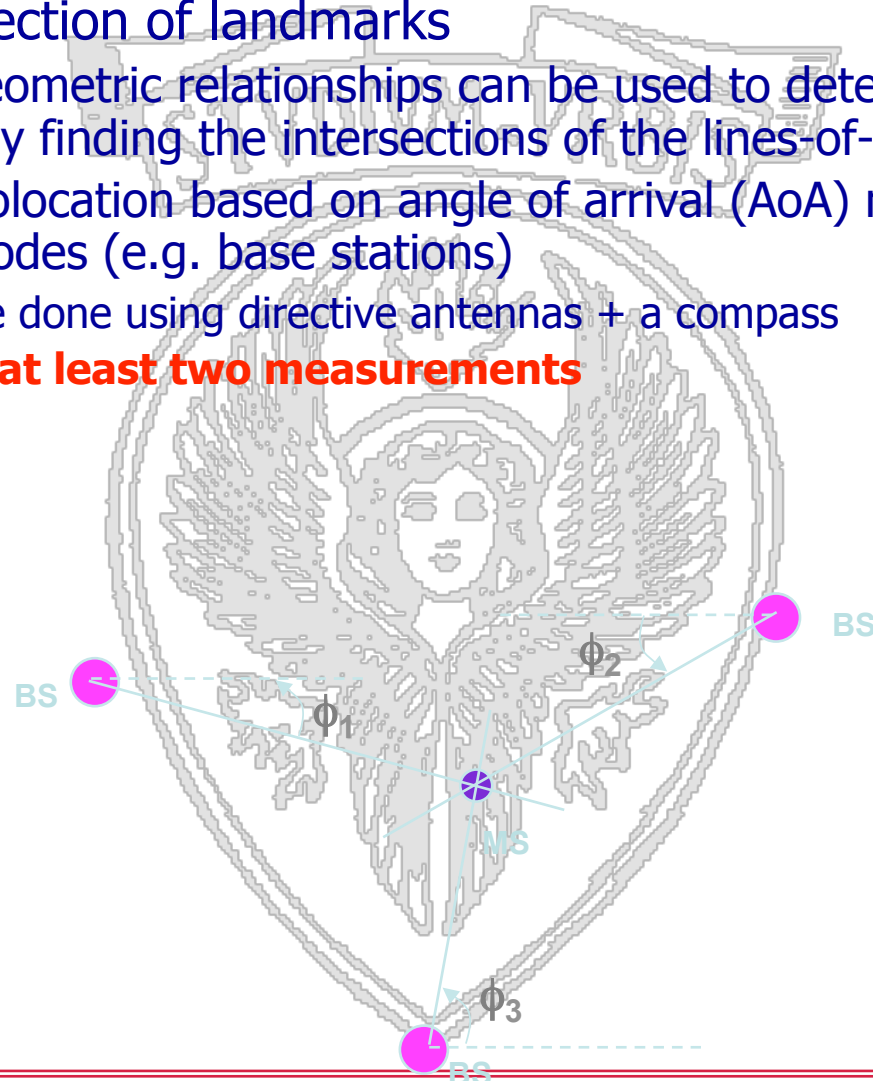 ection of landmarks
eometric relationships can be used to dete
y finding the intersections of the lines-of-
olocation based on angle of arrival (AoA)
odes (e.g. base stations)
e done using directive antennas + a compass
at least two measurements
BS
ϕ2
BS
ϕ1
MS
ϕ3
BS